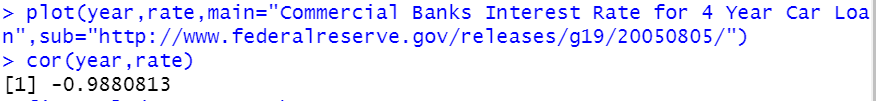 > plot(year,rate,main="Commercial Banks Interest Rate for 4 Year Car Loa
n",sub="http://www.federalreserve.gov/releases/g19/20050805/")
> cor(year,rate)
[1] -0.9880813